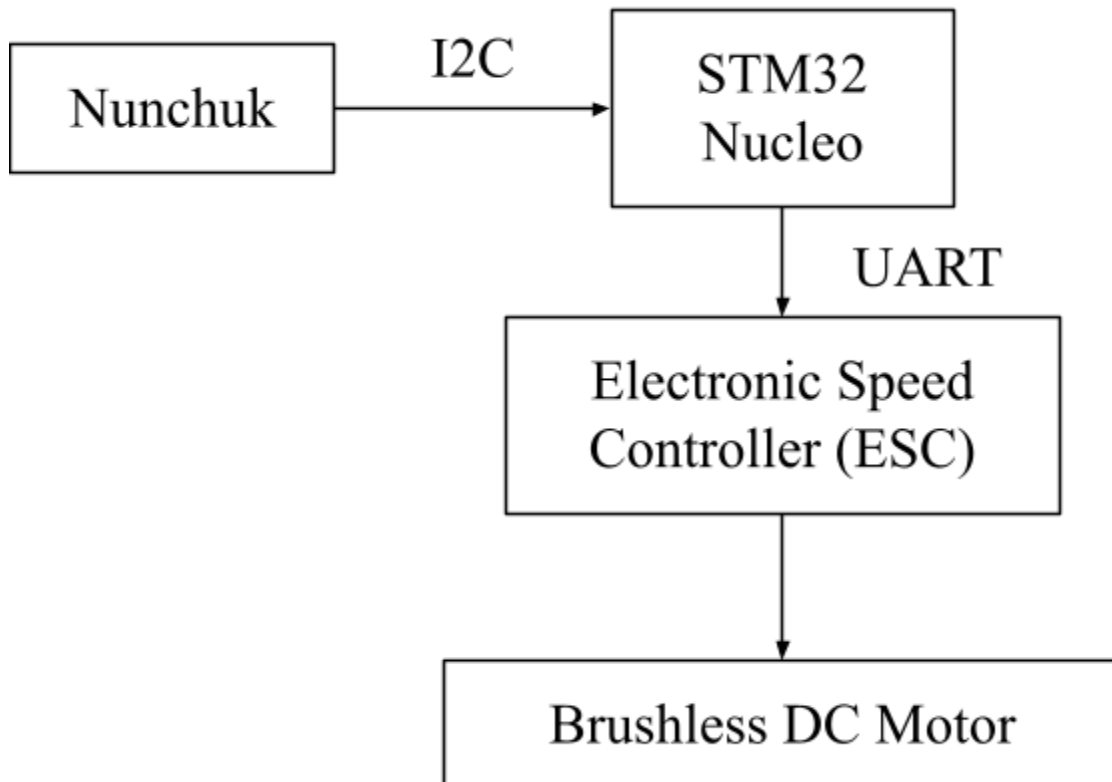 I2C
Nunchuk
STM32
Nucleo
UART
Electronic Speed
Controller (ESC)
Brushless DC Motor